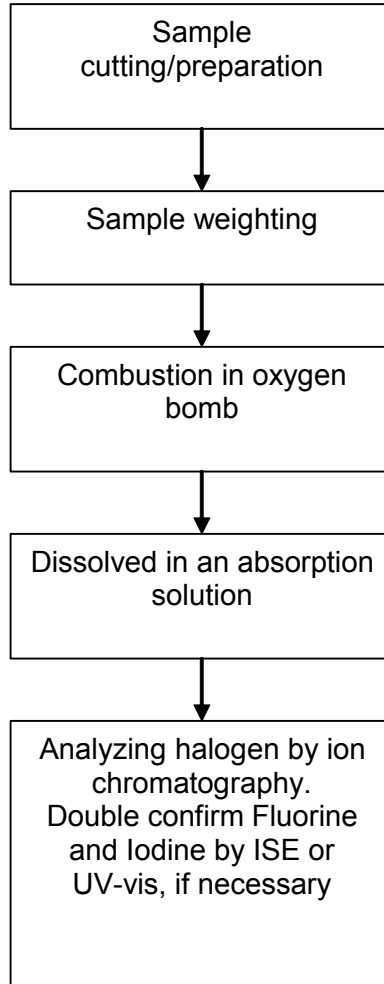 Sample
cutting/preparation
Sample weighting
Combustion in oxygen
bomb
Dissolved in an absorption
solution
Analyzing halogen by ion
chromatography.
Double confirm Fluorine
and Iodine by ISE or
UV-vis, if necessary